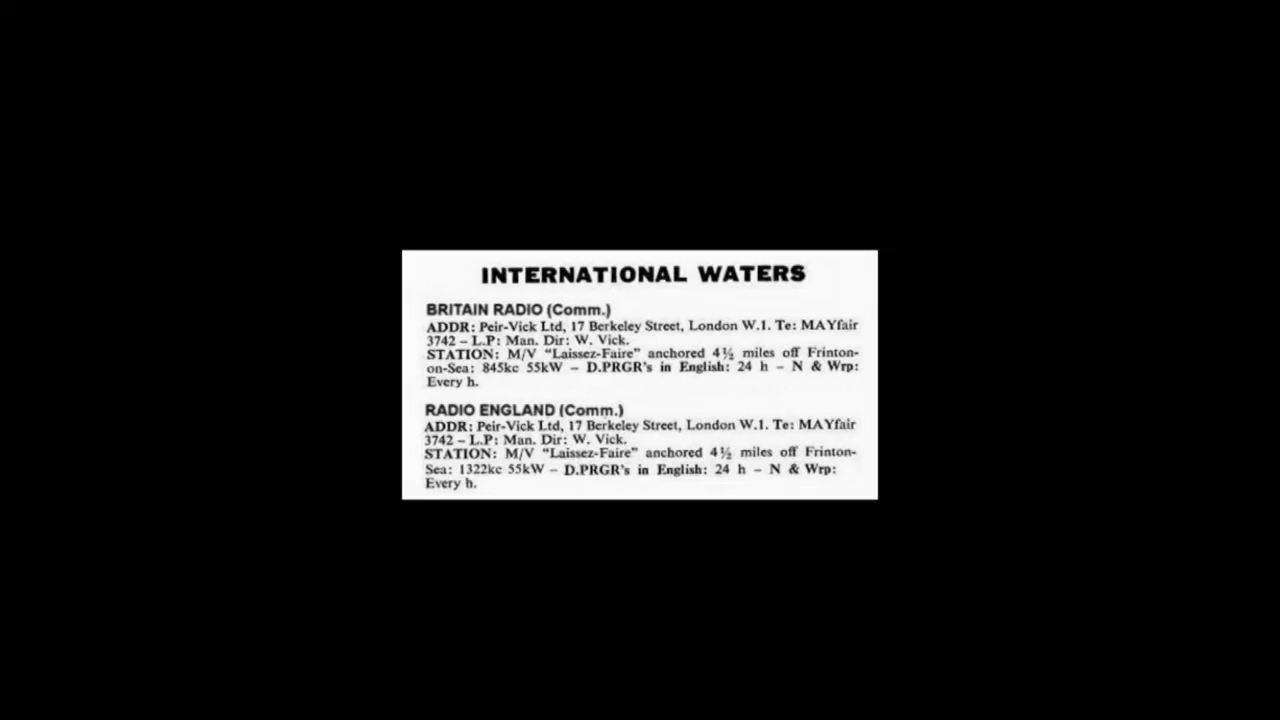 INTERNATIONAL WATERS
BRITAIN RADIO (Comm.)
ADDR: Peir-Vick Ltd, 17 Berkeley Street, London W.1. Te: MAYfair
3742 – L.P: Man. Dir: W. Vick.
STATION: M/V “Laissez-Faire” anchored 4½ miles off Frinton-
on-Sea: 845kc 55kW – D.PRGR's in English: 24 h – N & Wrp:
Every h.
RADIO ENGLAND (Comm.)
ADDR: Peir-Vick Ltd, 17 Berkeley Street, London W.1. Te: MAYfair
3742 – L.P: Man. Dir: W. Vick.
STATION: M/V “Laissez-Faire” anchored 4½ miles off Frinton-
Sea: 1322kc 55kW – D.PRGR's in English: 24 h – N & Wrp:
Every h.